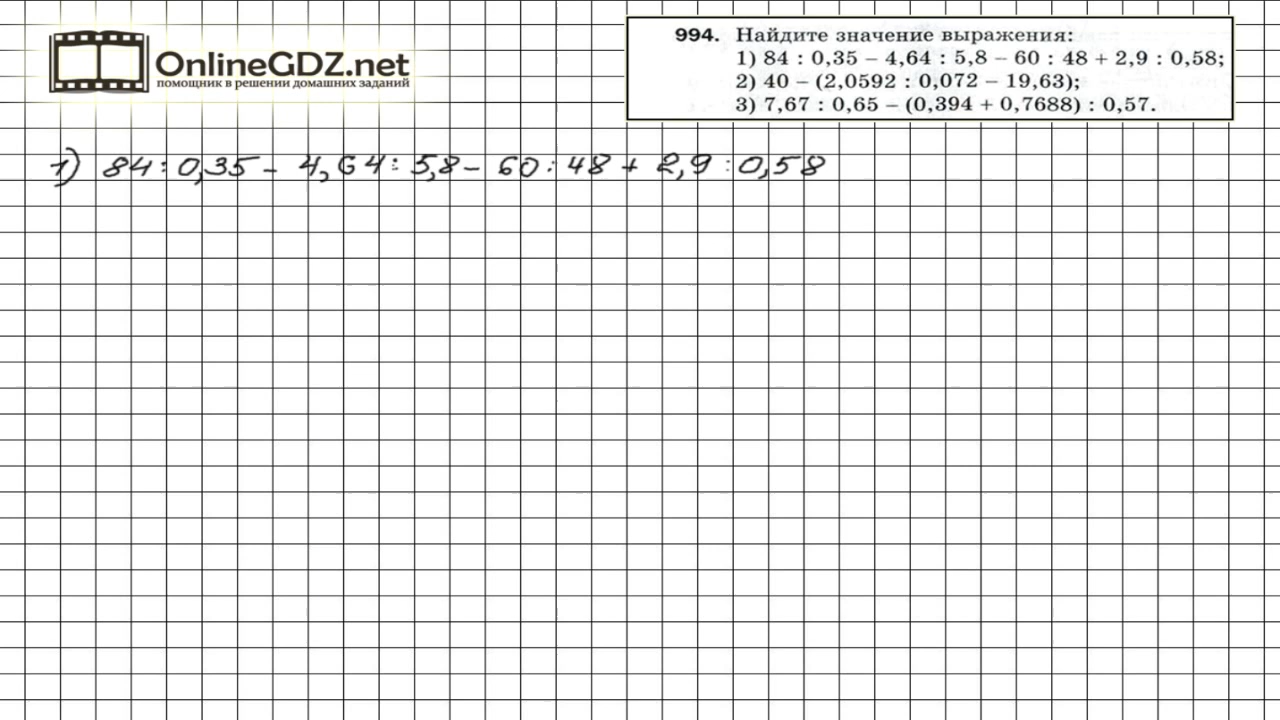 OnlineGDZ.net
помощник в решении домашних заданий
994. Найдите значение выражения:
1) 84 : 0,35 – 4,64 : 5,8 – 60 : 48 + 2,9 : 0,58;
2) 40 – (2,0592 : 0,072 – 19,63);
3) 7,67 : 0,65 – (0,394 + 0,7688) : 0,57.
1) 84 : 0,35 - 4,64 : 5,8 - 60 : 48 + 2,9 : 0,58